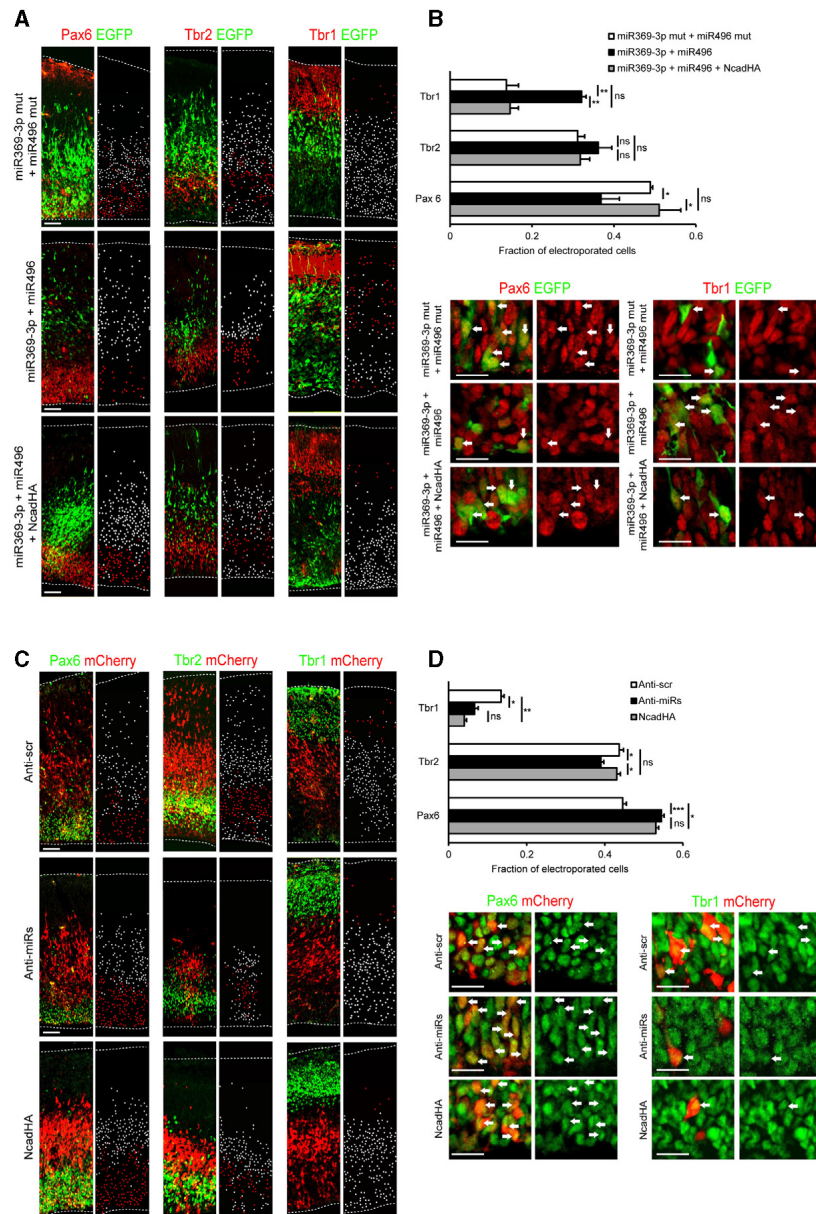 A
Pax6 EGFP
Tbr2 EGFP
Tbr1 EGFP
miR369-3p mut
+ miR496 mut
miR369-3p + miR496
miR369-3p + miR496
+ NcadHA
B
miR369-3p mut + miR496 mut
miR369-3p + miR496
miR369-3p + miR496 + NcadHA
Tbr1
**
**
ns
Tbr2
ns
ns
ns
Pax 6
*
*
ns
0
0.2
0.4
0.6
Fraction of electroporated cells
Pax6 EGFP
Tbr1 EGFP
miR369-3p mut
+ miR496 mut
miR369-3p +
miR496
miR369-3p +
miR496 + NcadHA
miR369-3p mut
+ miR496 mut
miR369-3p +
miR496
miR369-3p +
miR496 + NcadHA
C
Pax6 mCherry
Tbr2 mCherry
Tbr1 mCherry
Anti-scr
Anti-miRs
NcadHA
D
Anti-scr
Anti-miRs
NcadHA
Tbr1
*
ns
**
Tbr2
*
*
ns
Pax6
***
ns
*
0
0.2
0.4
0.6
Fraction of electroporated cells
Pax6 mCherry
Tbr1 mCherry
Anti-scr
Anti-miRs
NcadHA
Anti-scr
Anti-miRs
NcadHA